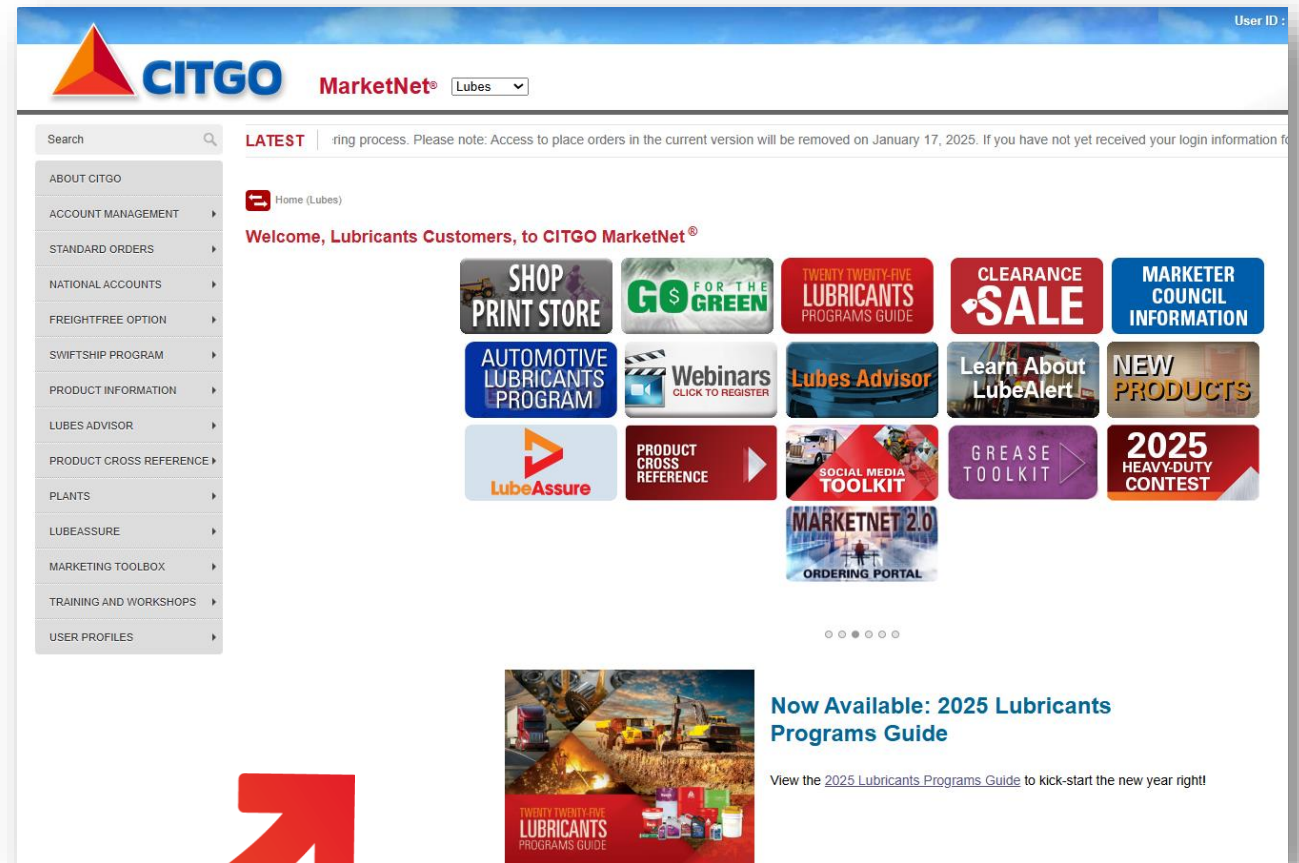 User ID :
CITGO
MarketNet®
Lubes
Search
LATEST
ring process. Please note: Access to place orders in the current version will be removed on January 17, 2025. If you have not yet received your login information
ABOUT CITGO
ACCOUNT MANAGEMENT
STANDARD ORDERS
NATIONAL ACCOUNTS
FREIGHTFREE OPTION
SWIFTSHIP PROGRAM
PRODUCT INFORMATION
LUBES ADVISOR
PRODUCT CROSS REFERENCE
PLANTS
LUBEASSURE
MARKETING TOOLBOX
TRAINING AND WORKSHOPS
USER PROFILES
Home (Lubes)
Welcome, Lubricants Customers, to CITGO MarketNet®
SHOP
PRINT STORE
GO FOR THE
$ GREEN
TWENTY TWENTY-FIVE
LUBRICANTS
PROGRAMS GUIDE
CLEARANCE
SALE
MARKETER
COUNCIL
INFORMATION
AUTOMOTIVE
LUBRICANTS
PROGRAM
Webinars
CLICK TO REGISTER
Lubes Advisor
Learn About
LubeAlert
NEW
PRODUCTS
LubeAssure
PRODUCT
CROSS
REFERENCE
SOCIAL MEDIA
TOOLKIT
GREASE
TOOLKIT
2025
HEAVY-DUTY
CONTEST
MARKETNET 2.0
ORDERING PORTAL
TWENTY TWENTY-FIVE
LUBRICANTS
PROGRAMS GUIDE
Now Available: 2025 Lubricants
Programs Guide
View the 2025 Lubricants Programs Guide to kick-start the new year right!